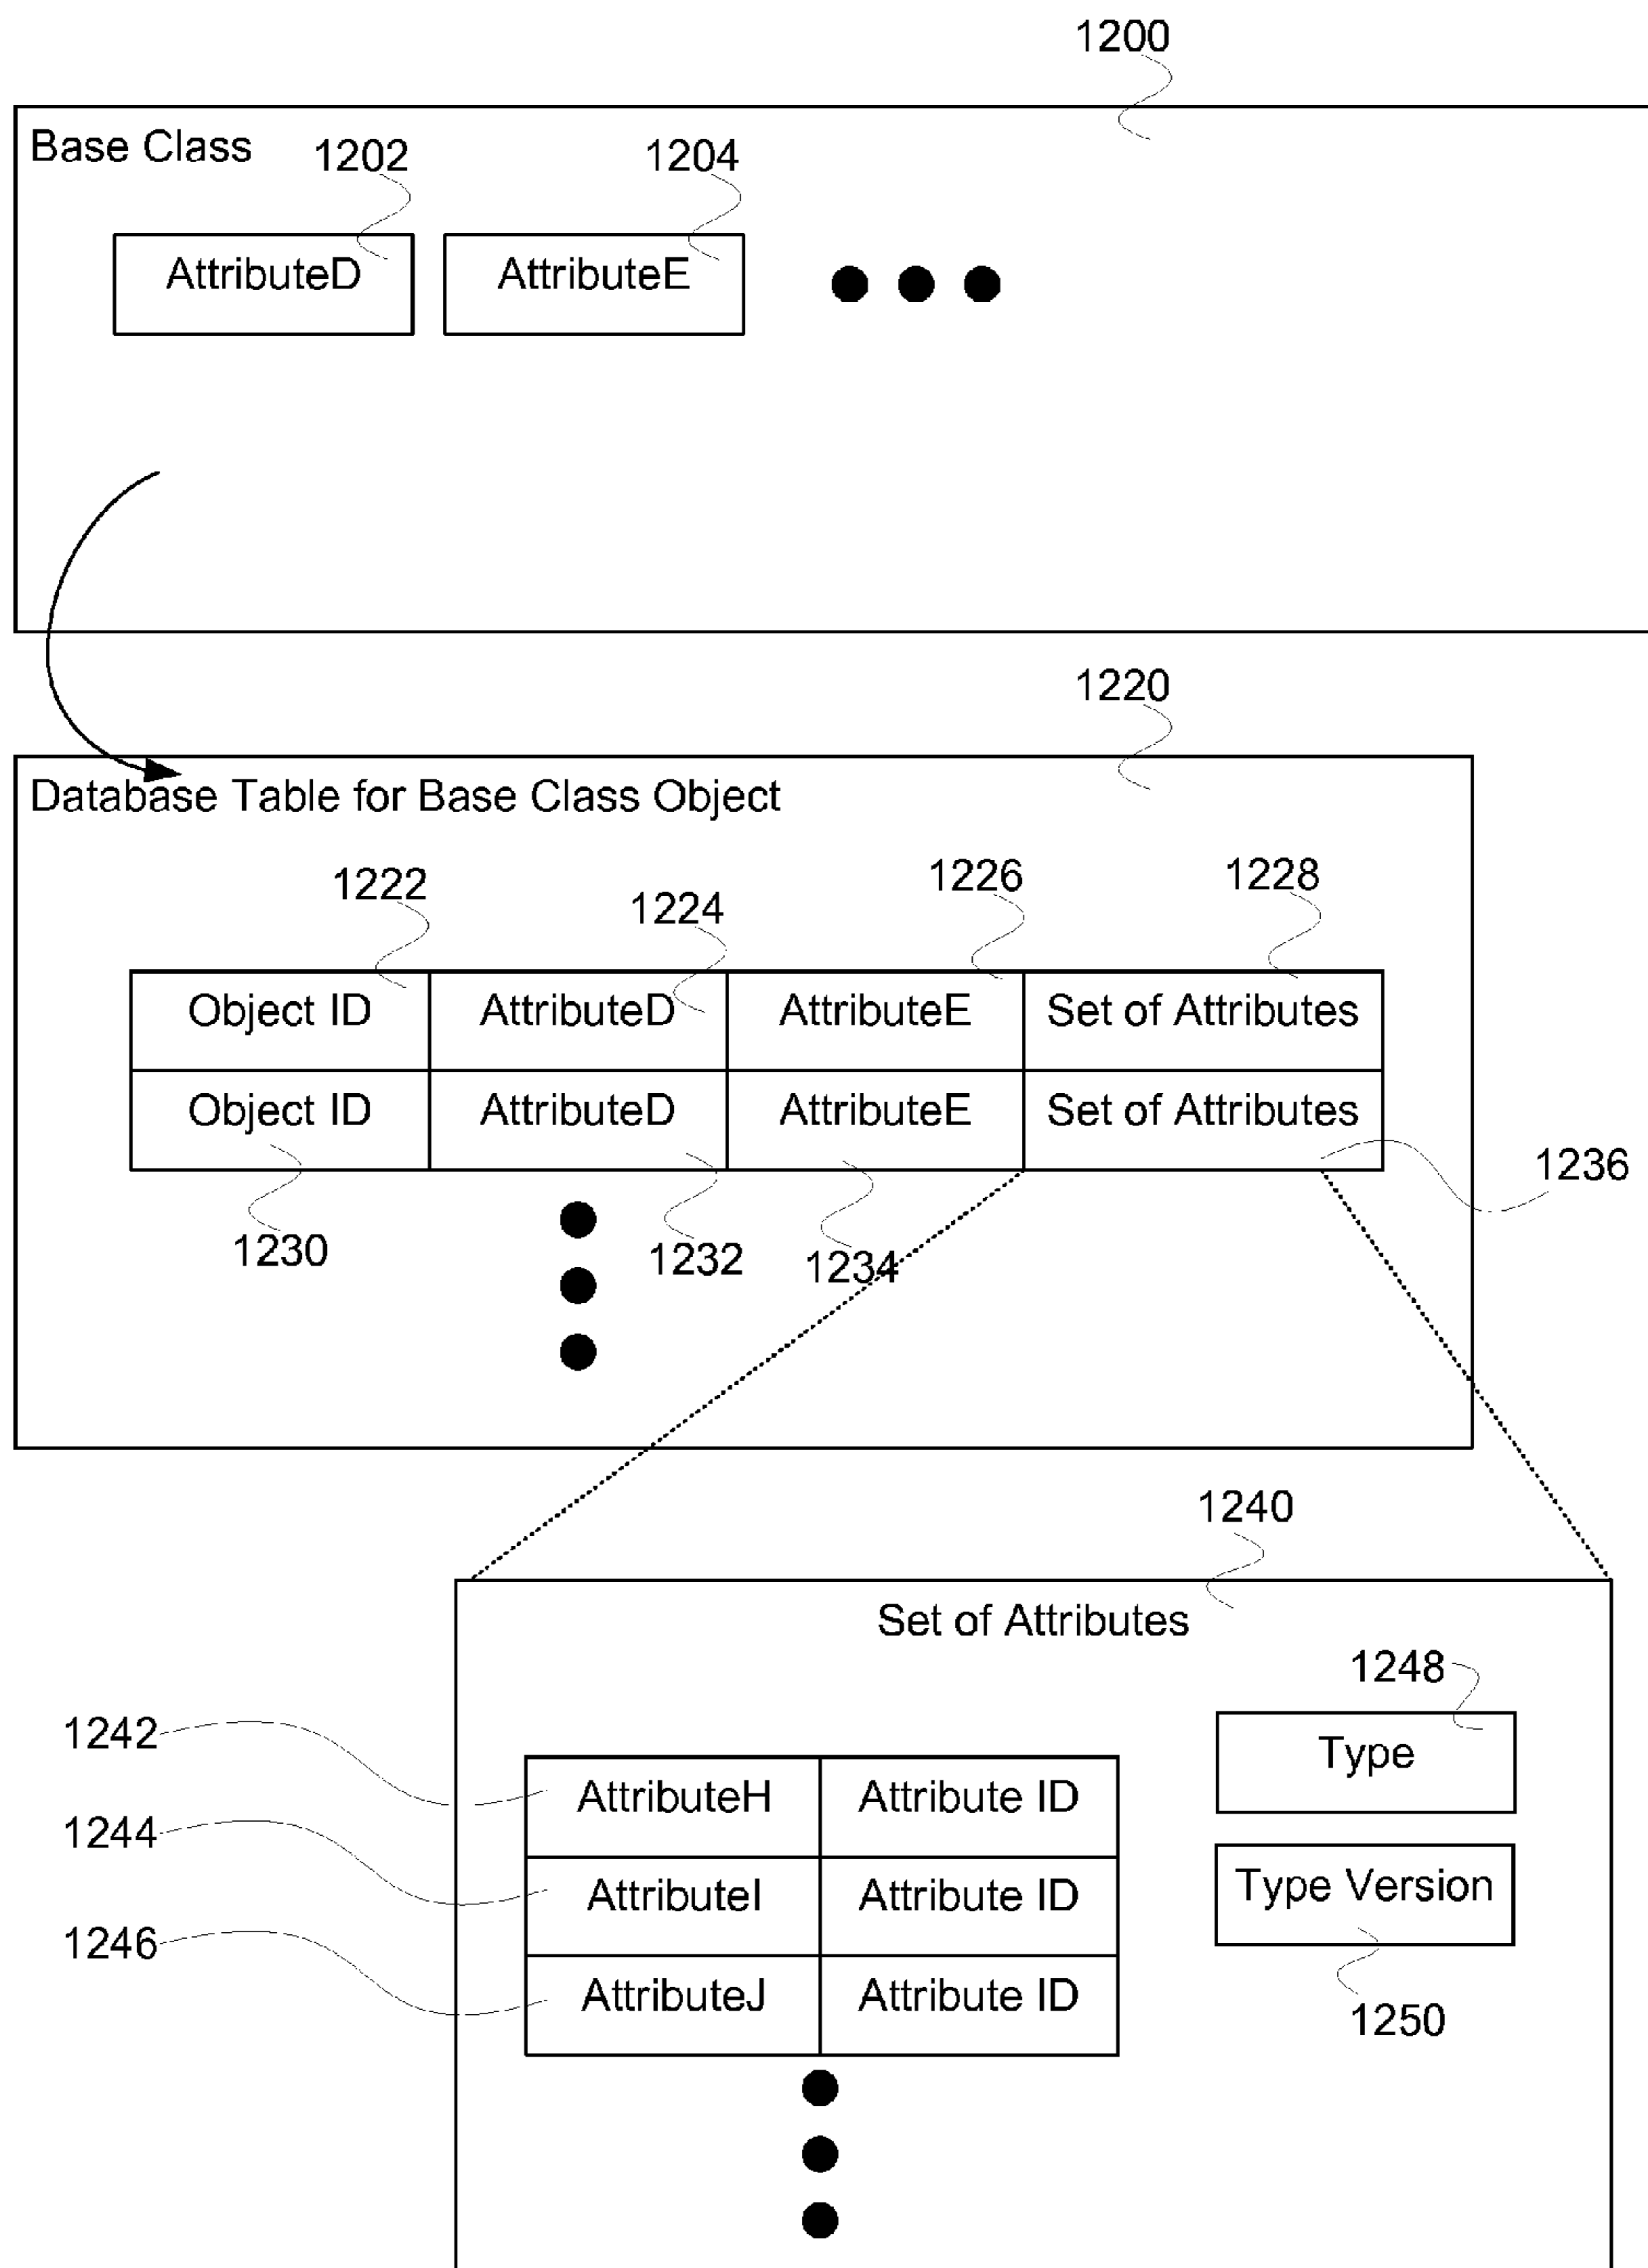 1200
Base Class
1202
1204
AttributeD
AttributeE
1220
Database Table for Base Class Object
1222
1224
1226
1228
Object ID
AttributeD
AttributeE
Set of Attributes
Object ID
AttributeD
AttributeE
Set of Attributes
1236
1230
1232
1234
1240
Set of Attributes
1248
1242
Type
AttributeH
Attribute ID
1244
Type Version
AttributeI
Attribute ID
1246
AttributeJ
Attribute ID
1250